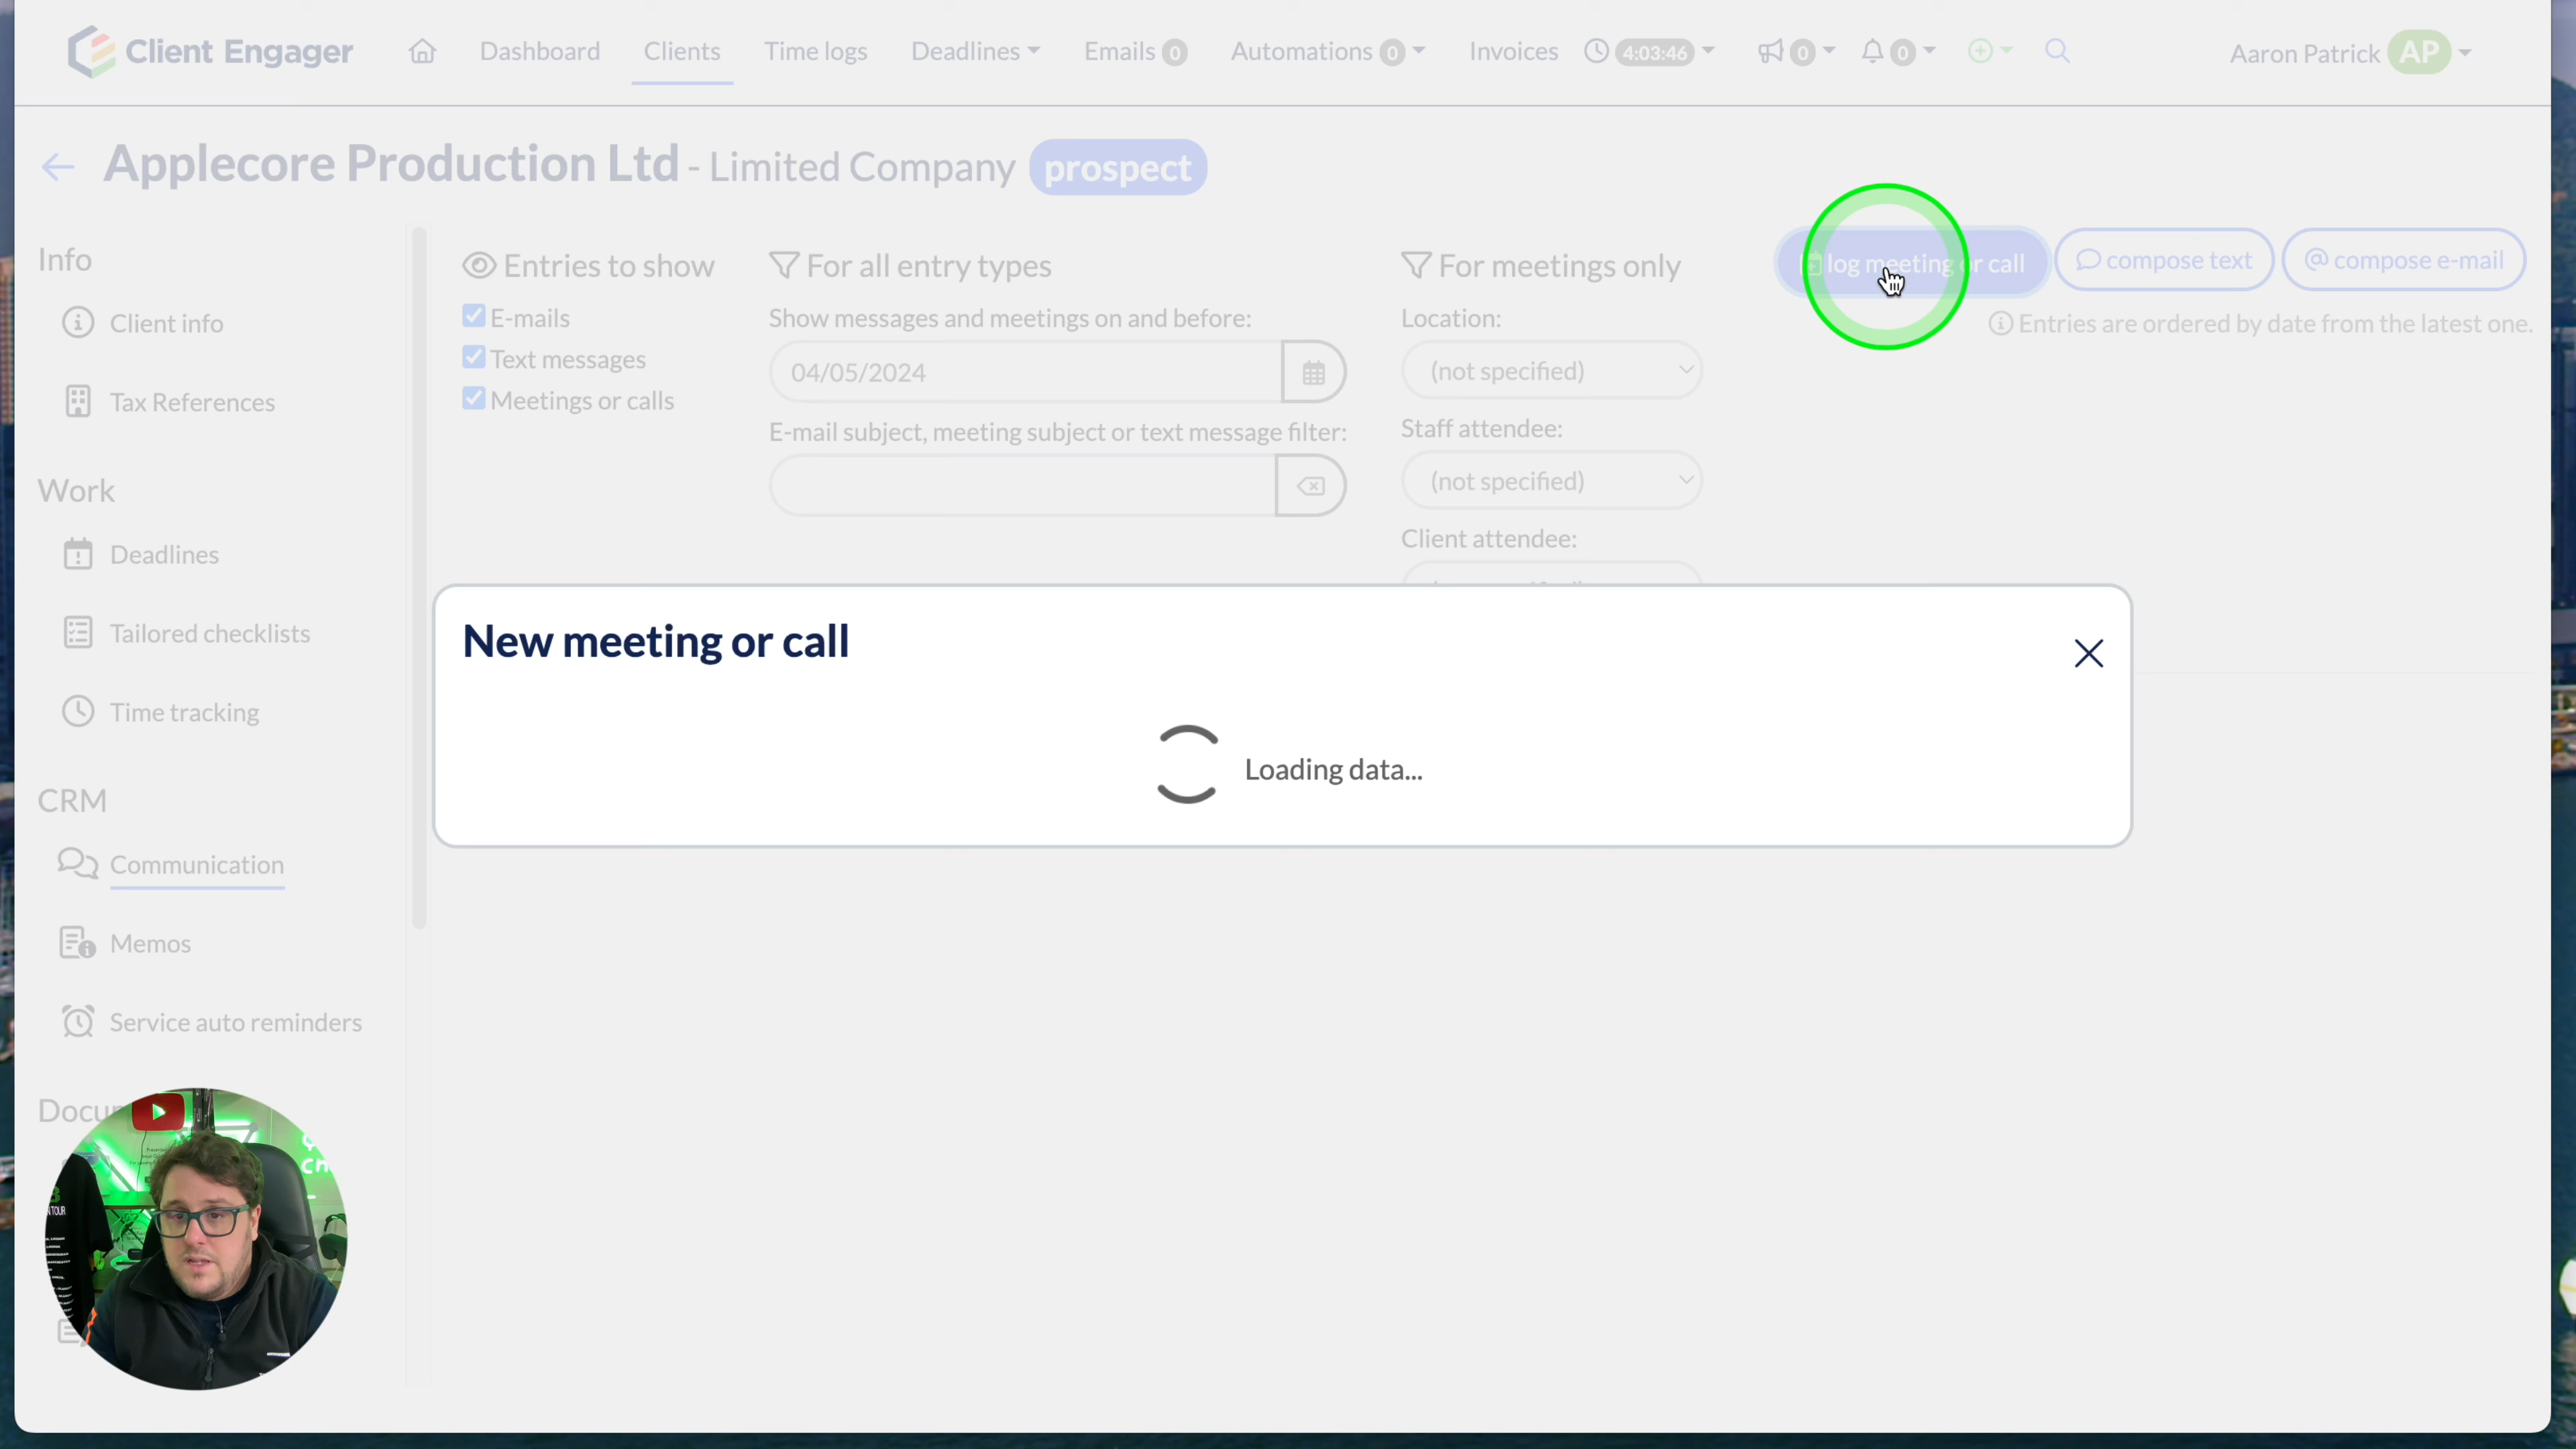 Client Engager
Dashboard
Clients
Time logs
Deadlines
Emails 0
Automations 0
Invoices
4:03:46
0
0
Aaron Patrick AP
Applecore Production Ltd - Limited Company prospect
Info
Client info
Tax References
Work
Deadlines
Tailored checklists
Time tracking
CRM
Communication
Memos
Service auto reminders
Entries to show
E-mails
Text messages
Meetings or calls
For all entry types
Show messages and meetings on and before:
04/05/2024
E-mail subject, meeting subject or text message filter:
For meetings only
Location:
(not specified)
Staff attendee:
(not specified)
Client attendee:
log meeting or call
compose text
@ compose e-mail
Entries are ordered by date from the latest one.
New meeting or call
Loading data...